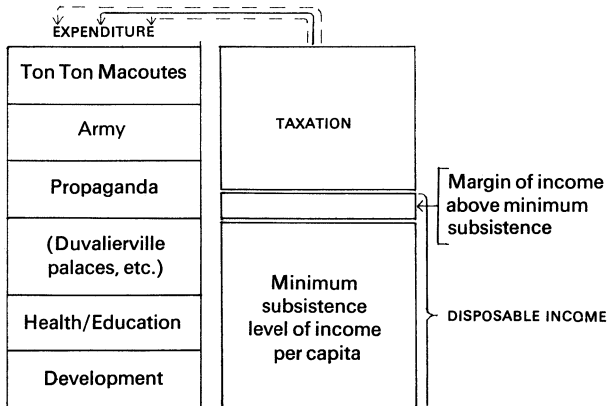 EXPENDITURE
Ton Ton Macoutes
Army
Propaganda
(Duvalierville
palaces, etc.)
Health/Education
Development
TAXATION
Minimum
subsistence
level of income
per capita
Margin of income
above minimum
subsistence
DISPOSABLE INCOME